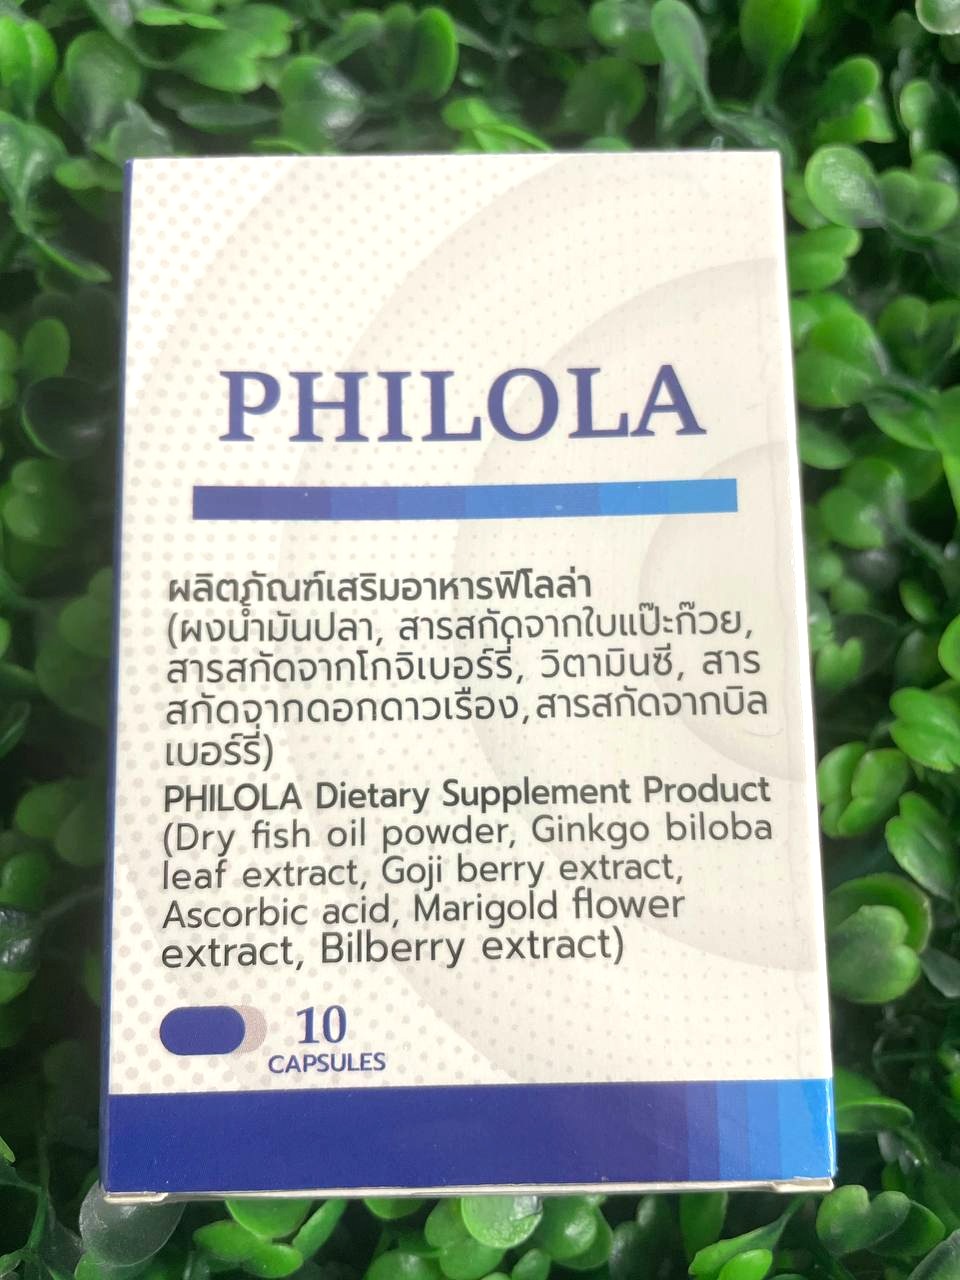 PHILOLA
ผลิตภัณฑ์เสริมอาหารฟิโลล่า
(ผงน้ำมันปลา, สารสกัดจากใบแป๊ะก๊วย,
สารสกัดจากโกจิเบอร์รี่, วิตามินซี, สาร
สกัดจากดอกดาวเรือง,สารสกัดจากบิล
เบอร์รี่)
PHILOLA Dietary Supplement Product
(Dry fish oil powder, Ginkgo biloba
leaf extract, Goji berry extract,
Ascorbic acid, Marigold flower
extract, Bilberry extract)
10
CAPSULES